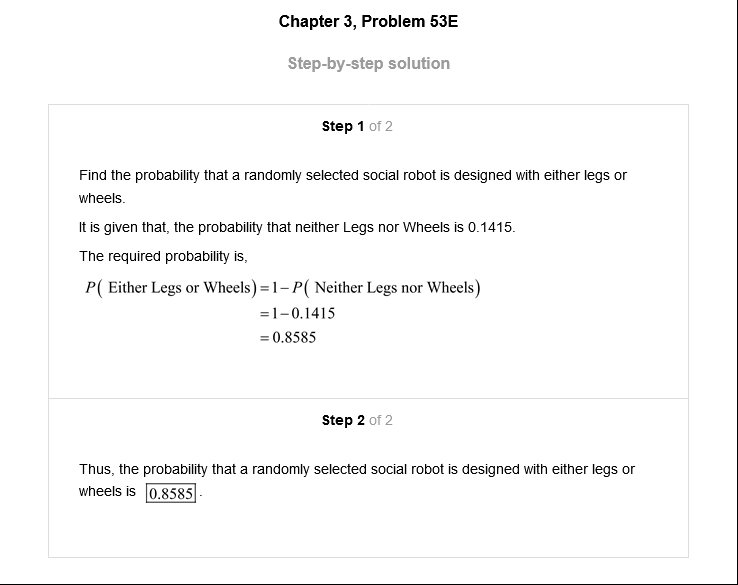 Chapter 3, Problem 53E
Step-by-step solution
Step 1 of 2
Find the probability that a randomly selected social robot is designed with either legs or
wheels.
It is given that, the probability that neither Legs nor Wheels is 0.1415.
The required probability is,
P( Either Legs or Wheels) = 1 − P( Neither Legs nor Wheels)
= 1 − 0.1415
= 0.8585
Step 2 of 2
Thus, the probability that a randomly selected social robot is designed with either legs or
wheels is 0.8585 .